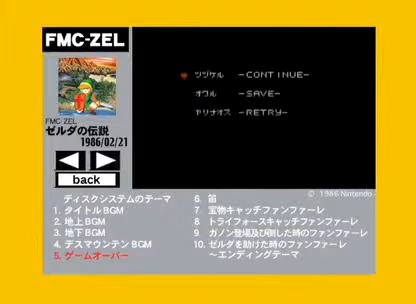 FMC-ZEL
ツヅケル -CONTINUE-
オワル -SAVE-
ヤリナオス -RETRY-
FMC-ZEL
ゼルダの伝説
1986/02/21
back
© 1986 Nintendo
ディスクシステムのテーマ
1. タイトルBGM
2. 地上BGM
3. 地下BGM
4. デスマウンテンBGM
5. ゲームオーバー
6. 笛
7. 宝物キャッチファンファーレ
8. トライフォースキャッチファンファーレ
9. ガノン登場及び倒した時のファンファーレ
10. ゼルダを助けた時のファンファーレ
~エンディングテーマ